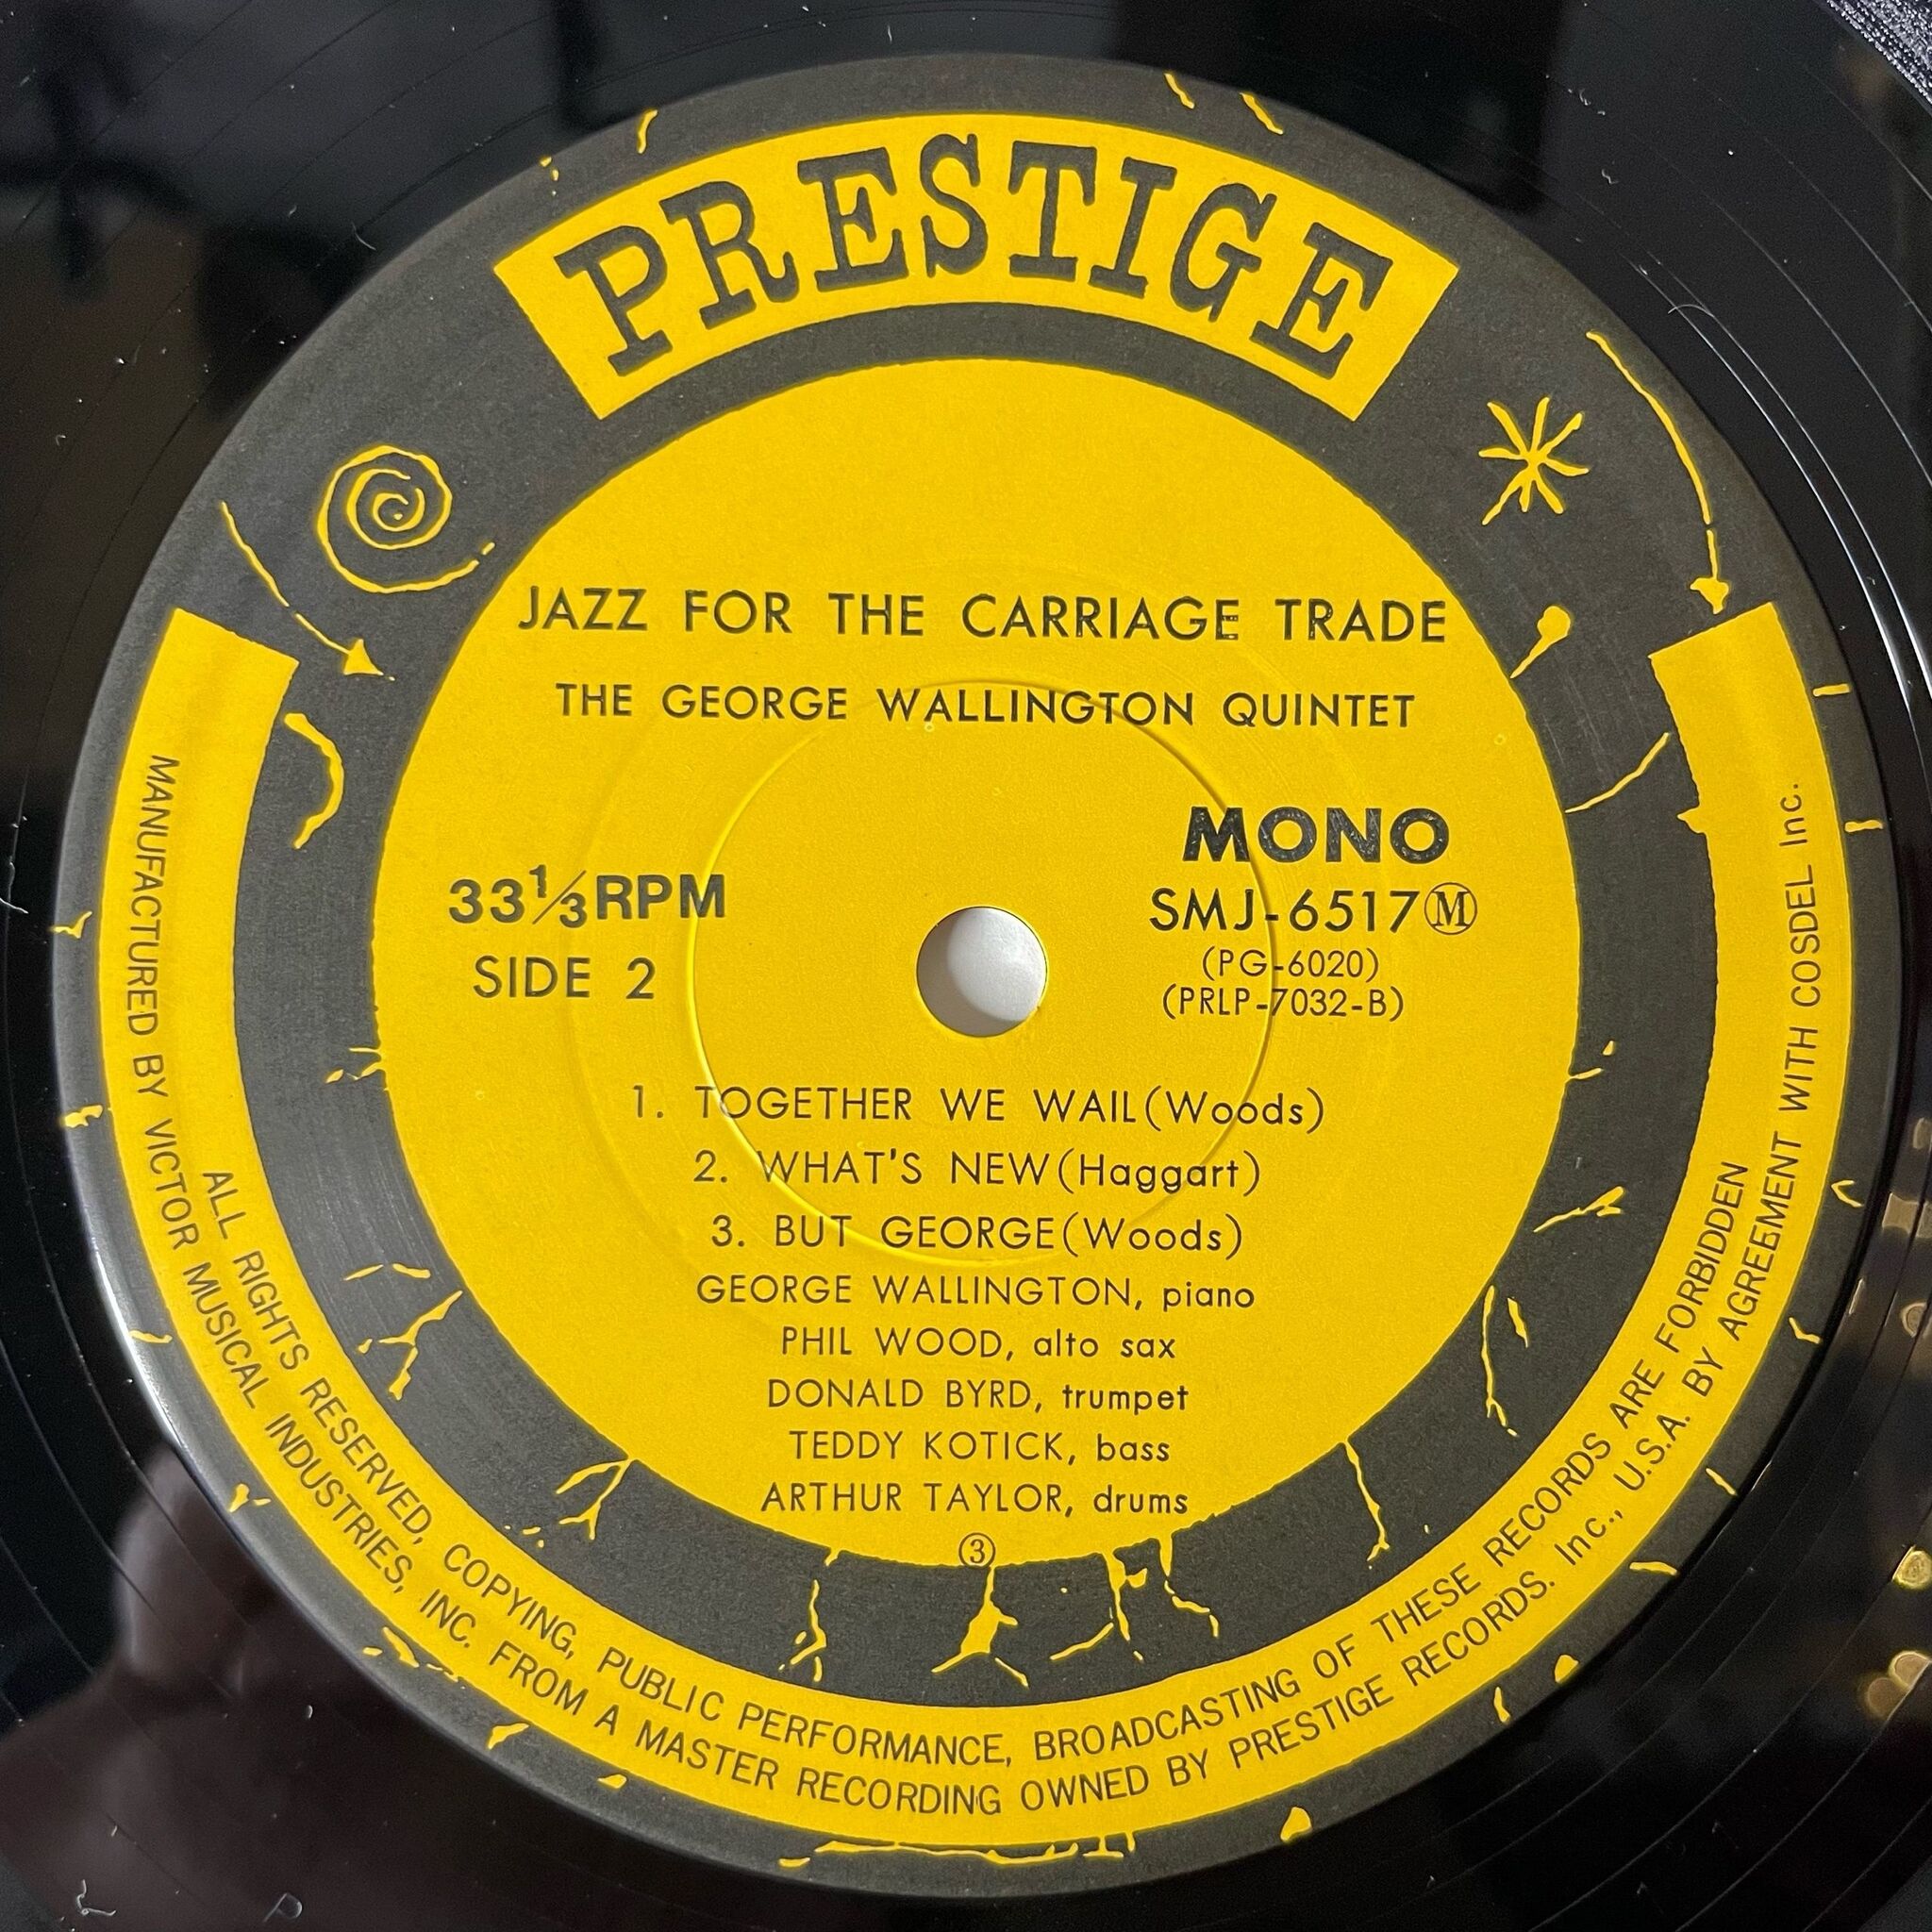 PRESTIGE
JAZZ FOR THE CARRIAGE TRADE
THE GEORGE WALLINGTON QUINTET
MONO
33⅓RPM
SMJ-6517Ⓜ
SIDE 2
(PG-6020)
(PRLP-7032-B)
1. TOGETHER WE WAIL(Woods)
2. WHAT'S NEW(Haggart)
3. BUT GEORGE(Woods)
GEORGE WALLINGTON, piano
PHIL WOOD, alto sax
DONALD BYRD, trumpet
TEDDY KOTICK, bass
ARTHUR TAYLOR, drums
③
ALL RIGHTS RESERVED, COPYING, PUBLIC PERFORMANCE, BROADCASTING OF THESE RECORDS ARE FORBIDDEN
MANUFACTURED BY VICTOR MUSICAL INDUSTRIES, INC. FROM A MASTER RECORDING OWNED BY PRESTIGE RECORDS. Inc., U.S.A. BY AGREEMENT WITH COSDEL Inc.